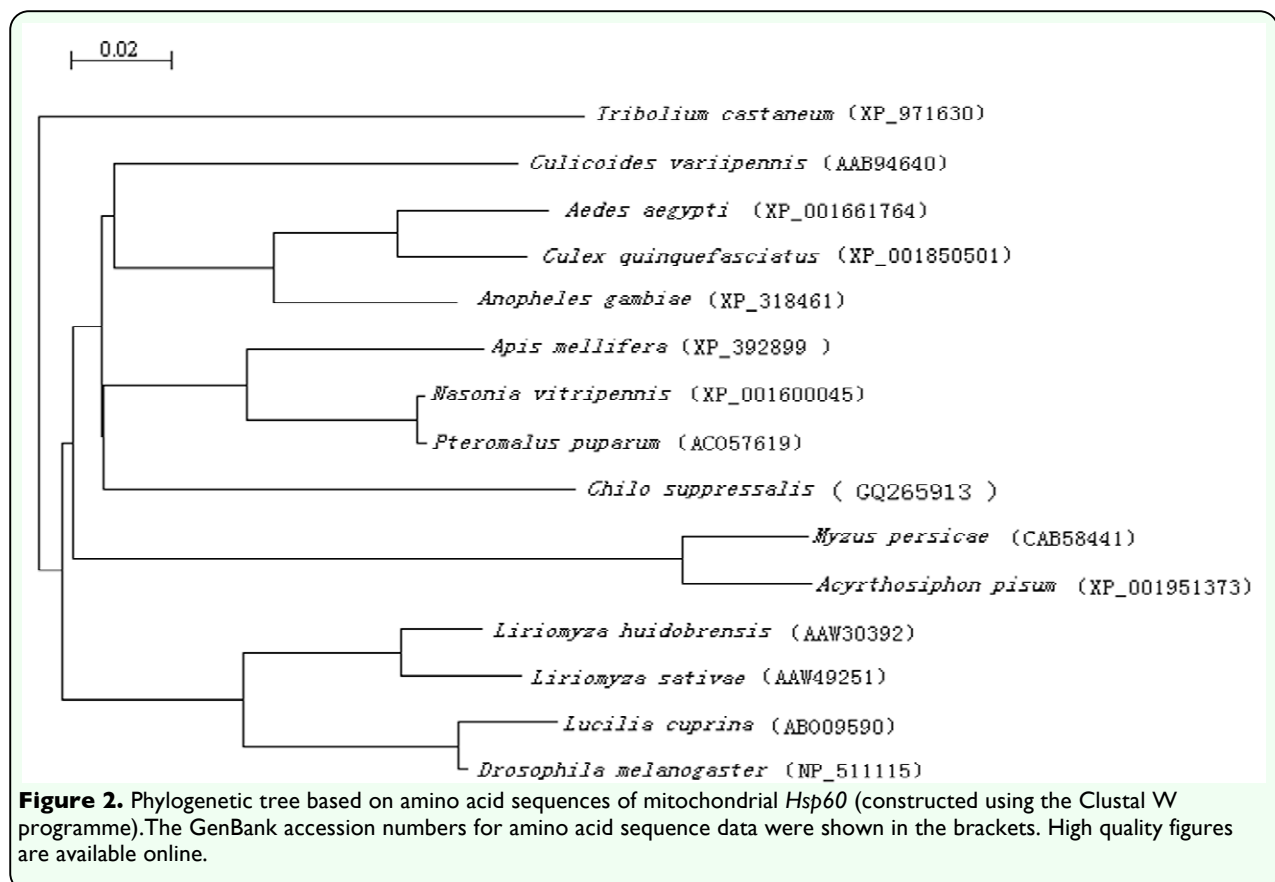 0.02
Tribolium castaneum (XP_971630)
Culicoides variipennis (AAB94640)
Aedes aegypti (XP_001661764)
Culex quinquefasciatus (XP_001850501)
Anopheles gambiae (XP_318461)
Apis mellifera (XP_392899 )
Nasonia vitripennis (XP_001600045)
Pteromalus puparum (ACO57619)
Chilo suppressalis ( GQ265913 )
Myzus persicae (CAB58441)
Acyrthosiphon pisum (XP_001951373)
Liriomyza huidobrensis (AAW30392)
Liriomyza sativae (AAW49251)
Lucilia cuprina (ABO09590)
Drosophila melanogaster (NP_511115)
Figure 2. Phylogenetic tree based on amino acid sequences of mitochondrial Hsp60 (constructed using the Clustal W
programme).The GenBank accession numbers for amino acid sequence data were shown in the brackets. High quality figures
are available online.